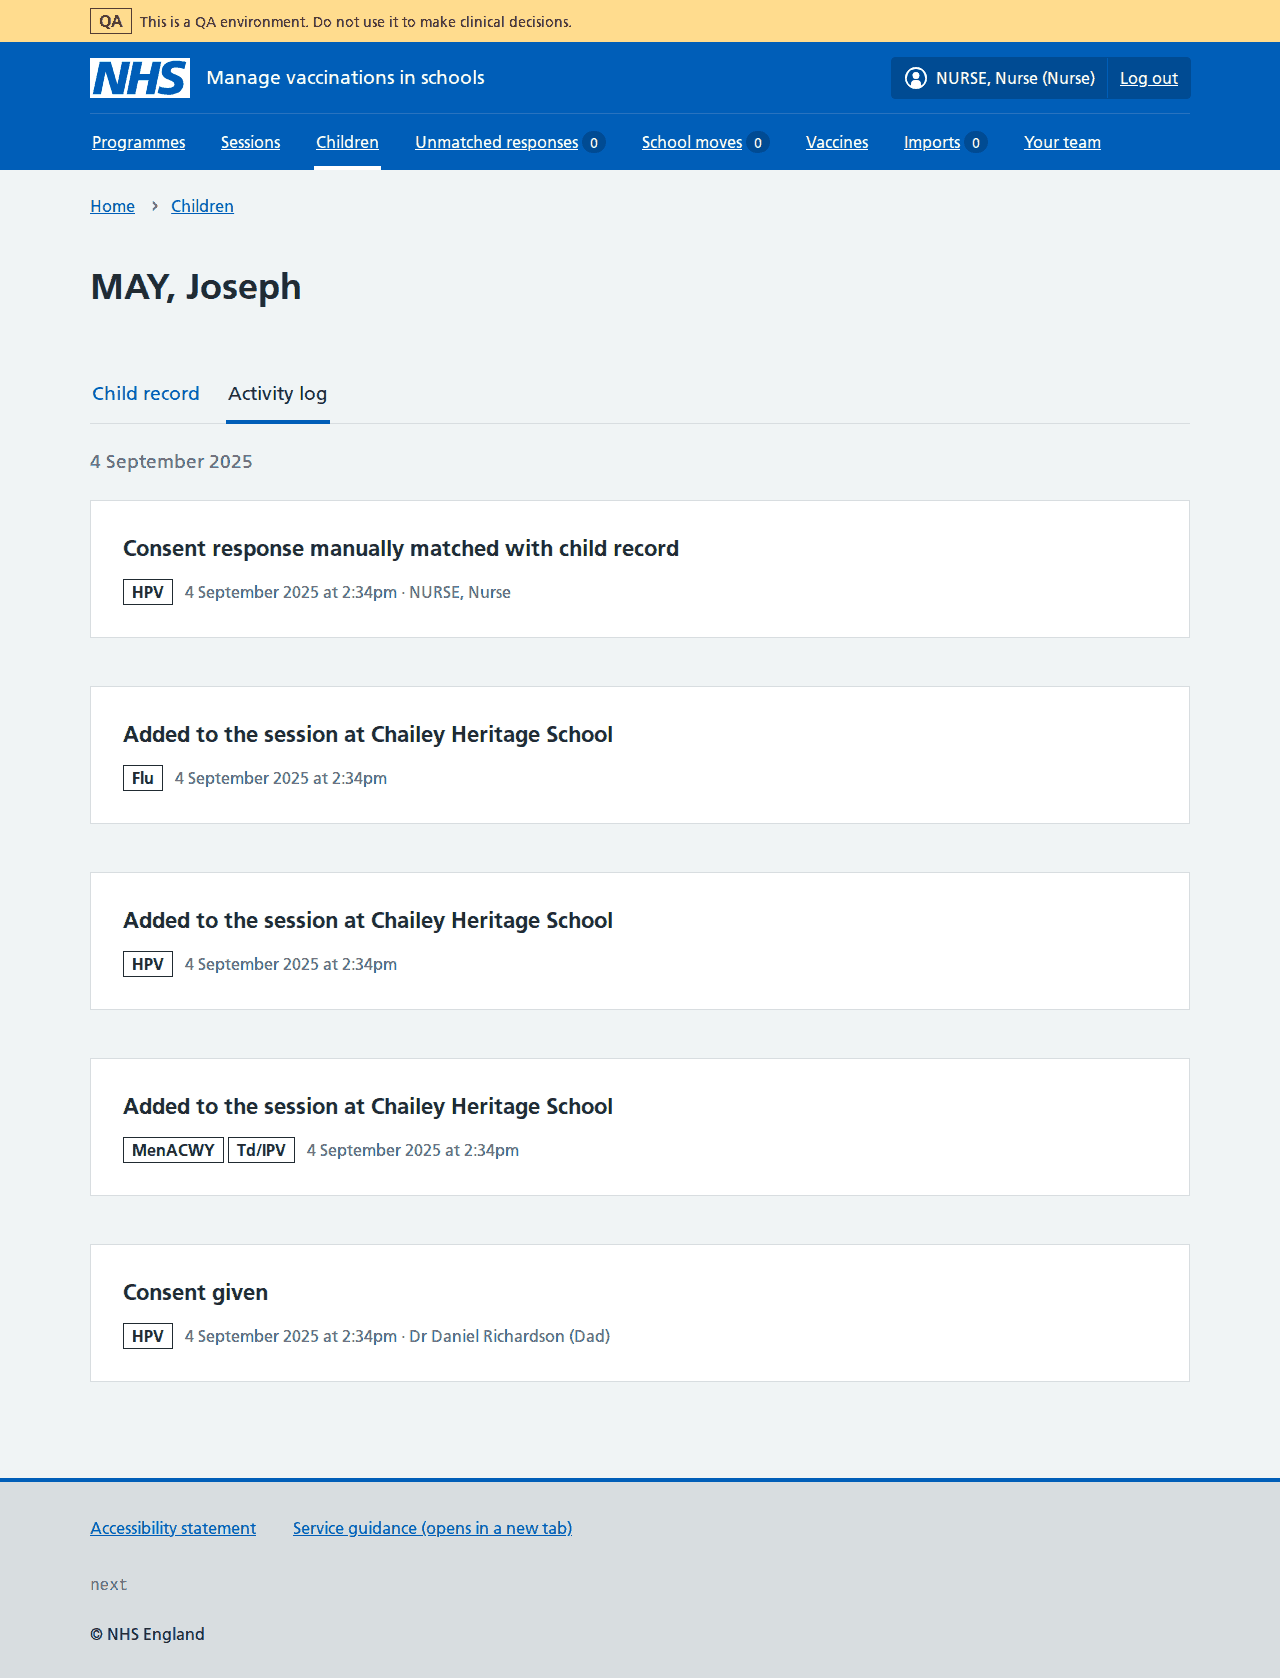 QA This is a QA environment. Do not use it to make clinical decisions.
NHS Manage vaccinations in schools NURSE, Nurse (Nurse) Log out
Programmes Sessions Children Unmatched responses 0 School moves 0 Vaccines Imports 0 Your team
Home › Children
MAY, Joseph
Child record Activity log
4 September 2025
Consent response manually matched with child record
HPV 4 September 2025 at 2:34pm · NURSE, Nurse
Added to the session at Chailey Heritage School
Flu 4 September 2025 at 2:34pm
Added to the session at Chailey Heritage School
HPV 4 September 2025 at 2:34pm
Added to the session at Chailey Heritage School
MenACWY Td/IPV 4 September 2025 at 2:34pm
Consent given
HPV 4 September 2025 at 2:34pm · Dr Daniel Richardson (Dad)
Accessibility statement Service guidance (opens in a new tab)
next
© NHS England